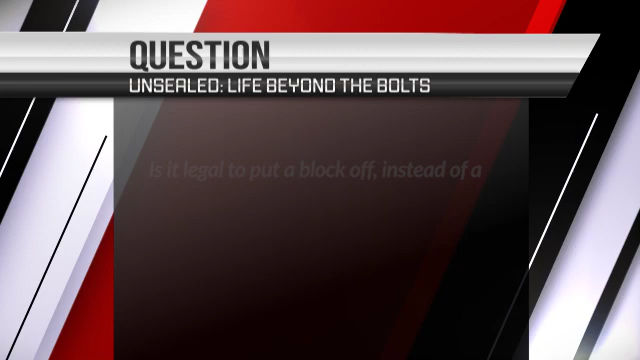 QUESTION
UNSEALED: LIFE BEYOND THE BOLTS
Is it legal to put a block off, instead of a